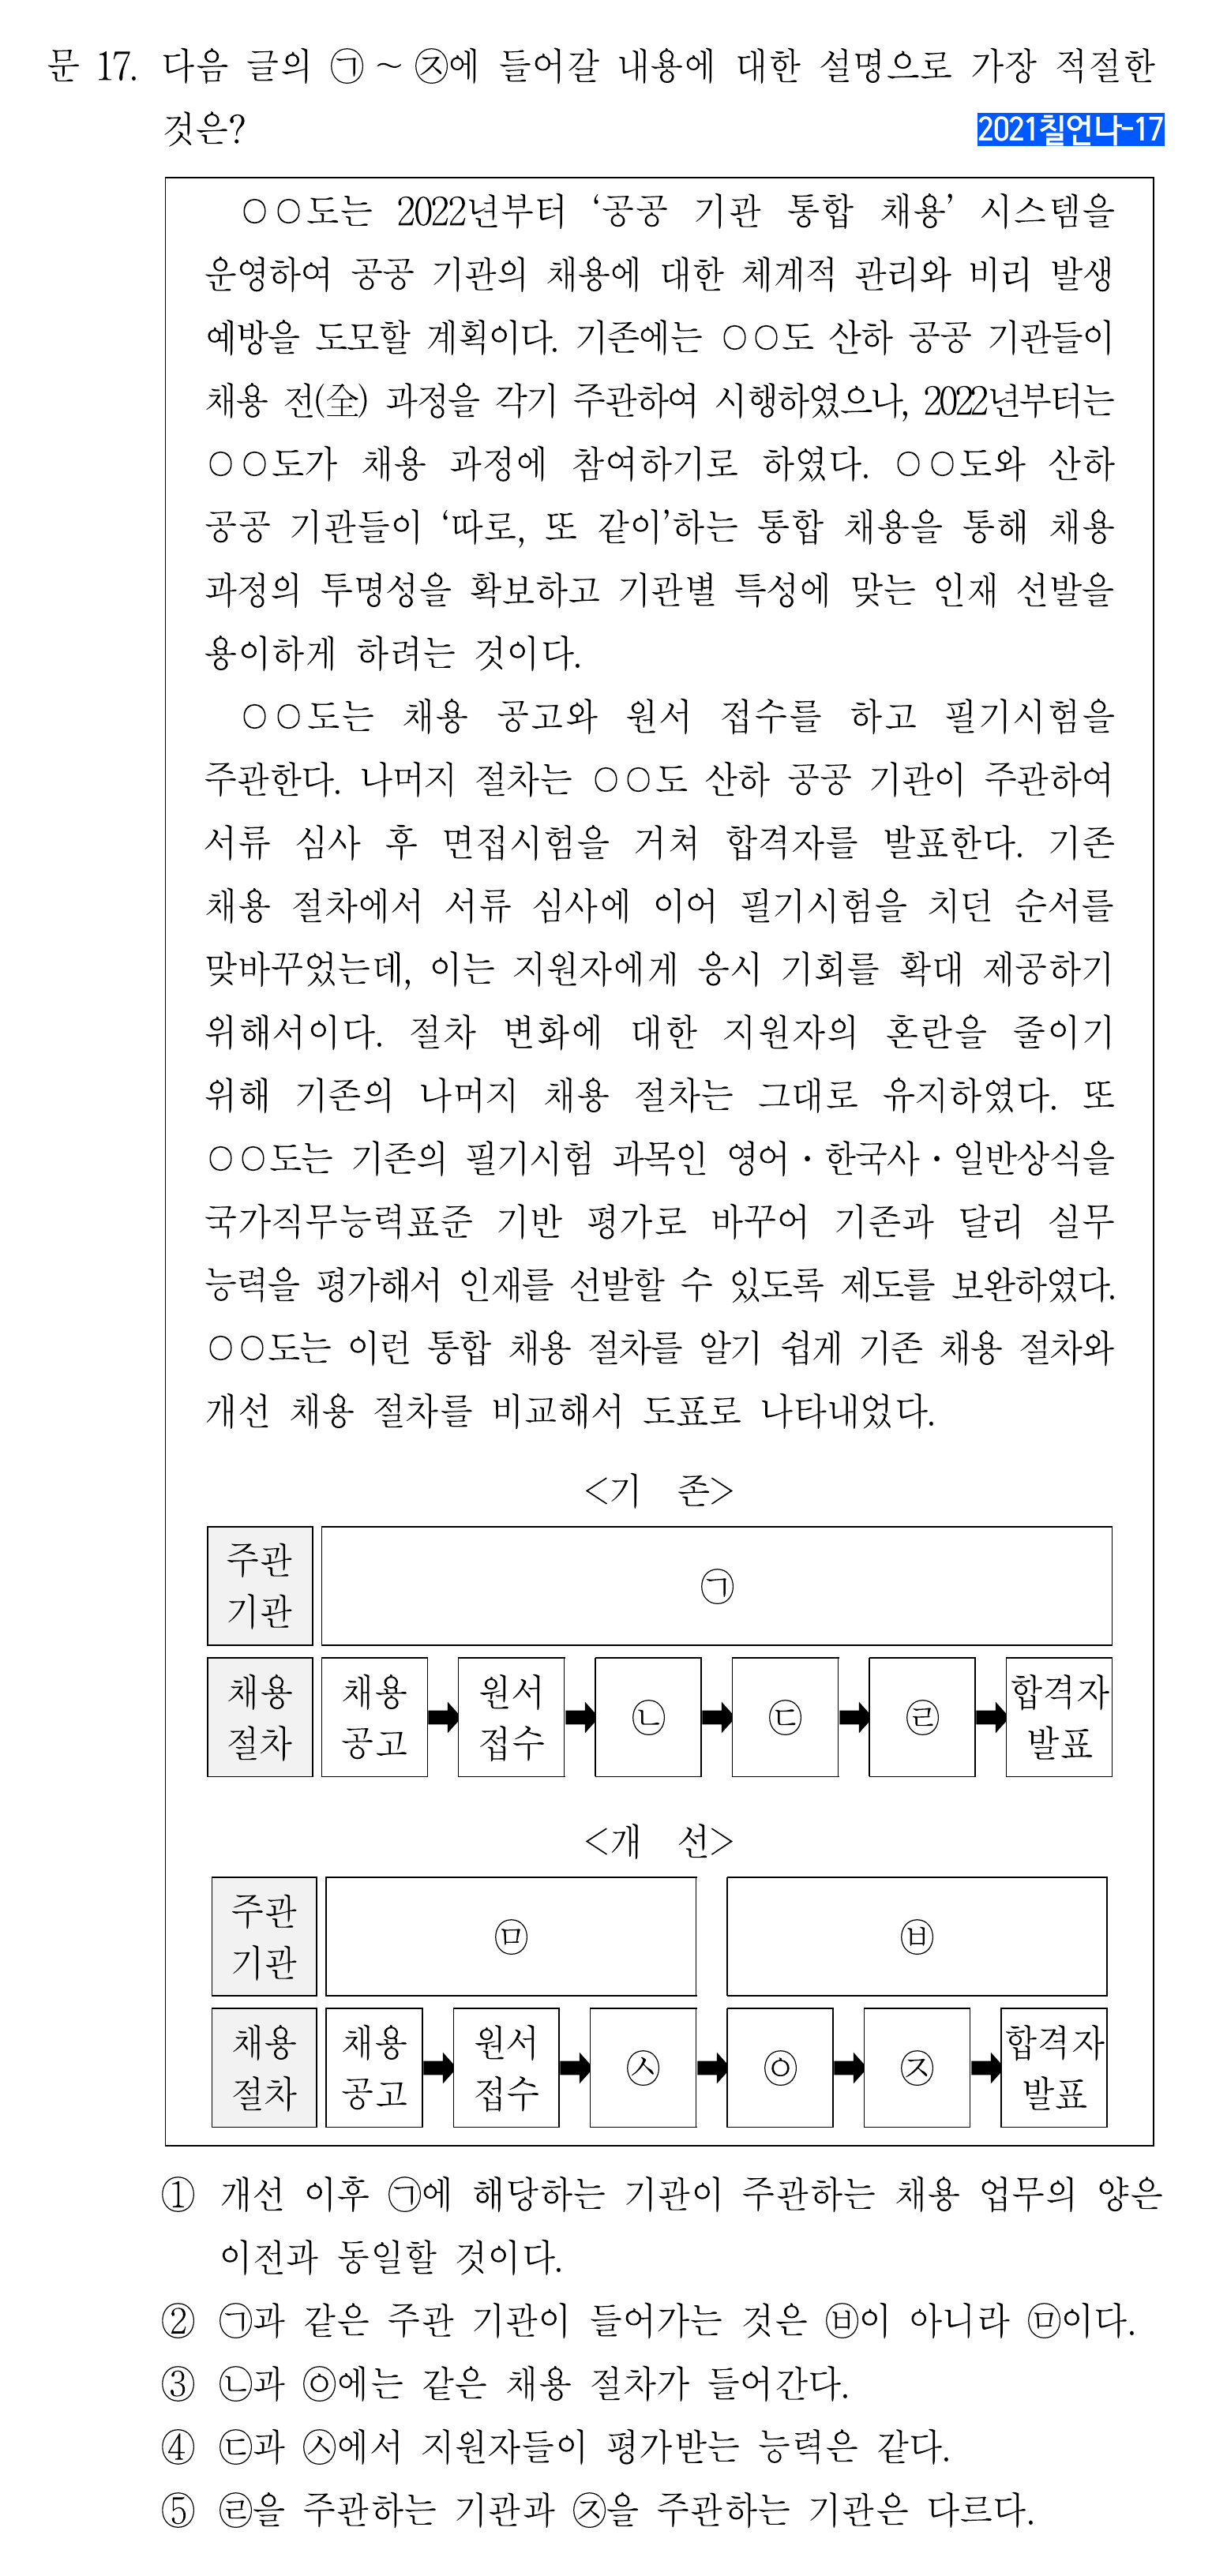 문 17. 다음 글의 ㉠～㉨에 들어갈 내용에 대한 설명으로 가장 적절한
것은?
2021칠언나-17
○○도는 2022년부터 ‘공공 기관 통합 채용’ 시스템을
운영하여 공공 기관의 채용에 대한 체계적 관리와 비리 발생
예방을 도모할 계획이다. 기존에는 ○○도 산하 공공 기관들이
채용 전(全) 과정을 각기 주관하여 시행하였으나, 2022년부터는
○○도가 채용 과정에 참여하기로 하였다. ○○도와 산하
공공 기관들이 ‘따로, 또 같이’하는 통합 채용을 통해 채용
과정의 투명성을 확보하고 기관별 특성에 맞는 인재 선발을
용이하게 하려는 것이다.
○○도는 채용 공고와 원서 접수를 하고 필기시험을
주관한다. 나머지 절차는 ○○도 산하 공공 기관이 주관하여
서류 심사 후 면접시험을 거쳐 합격자를 발표한다. 기존
채용 절차에서 서류 심사에 이어 필기시험을 치던 순서를
맞바꾸었는데, 이는 지원자에게 응시 기회를 확대 제공하기
위해서이다. 절차 변화에 대한 지원자의 혼란을 줄이기
위해 기존의 나머지 채용 절차는 그대로 유지하였다. 또
○○도는 기존의 필기시험 과목인 영어·한국사·일반상식을
국가직무능력표준 기반 평가로 바꾸어 기존과 달리 실무
능력을 평가해서 인재를 선발할 수 있도록 제도를 보완하였다.
○○도는 이런 통합 채용 절차를 알기 쉽게 기존 채용 절차와
개선 채용 절차를 비교해서 도표로 나타내었다.
<기 존>
주관
기관
㉠
채용
절차
채용
공고
원서
접수
㉡
㉢
㉣
합격자
발표
<개 선>
주관
기관
㉤
㉥
채용
절차
채용
공고
원서
접수
㉦
㉧
㉨
합격자
발표
① 개선 이후 ㉠에 해당하는 기관이 주관하는 채용 업무의 양은
이전과 동일할 것이다.
② ㉠과 같은 주관 기관이 들어가는 것은 ㉥이 아니라 ㉤이다.
③ ㉡과 ㉧에는 같은 채용 절차가 들어간다.
④ ㉢과 ㉦에서 지원자들이 평가받는 능력은 같다.
⑤ ㉣을 주관하는 기관과 ㉨을 주관하는 기관은 다르다.